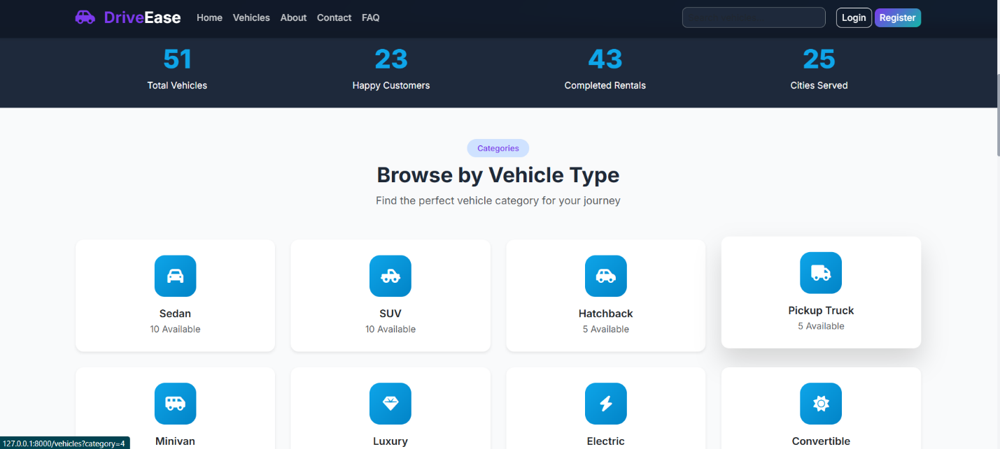 DriveEase Home Vehicles About Contact FAQ Login Register
51 23 43 25
Total Vehicles Happy Customers Completed Rentals Cities Served
Categories
Browse by Vehicle Type
Find the perfect vehicle category for your journey
Sedan SUV Hatchback Pickup Truck
10 Available 10 Available 5 Available 5 Available
Minivan Luxury Electric Convertible
127.0.0.1:8000/vehicles?category=4